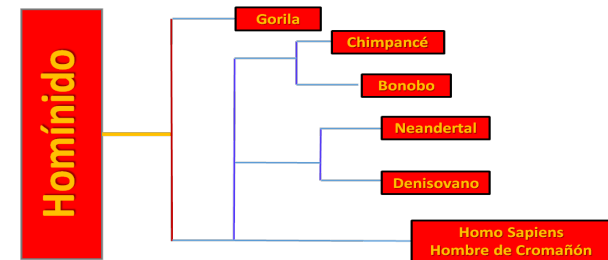 Homínido
Gorila
Chimpancé
Bonobo
Neandertal
Denisovano
Homo Sapiens
Hombre de Cromañón